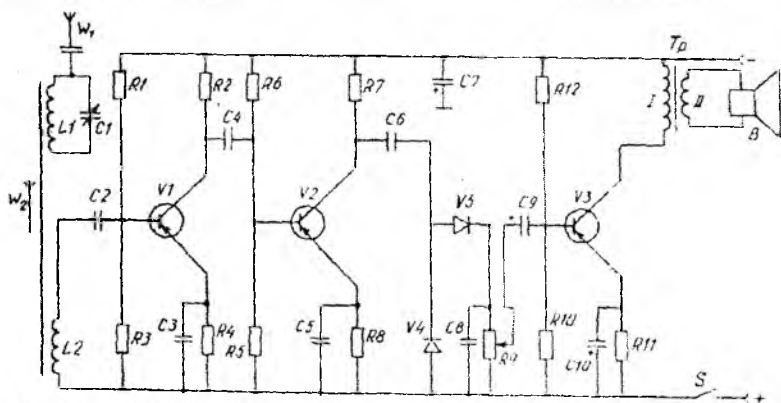 W1
Tp
−
R1
R2
R6
R7
C7
R12
I
II
B
L1
C1
C4
C6
W2
C2
V1
V2
V5
C9
V3
L2
R3
C3
R4
R5
C5
R8
V4
C8
R9
R10
C10
R11
S
+